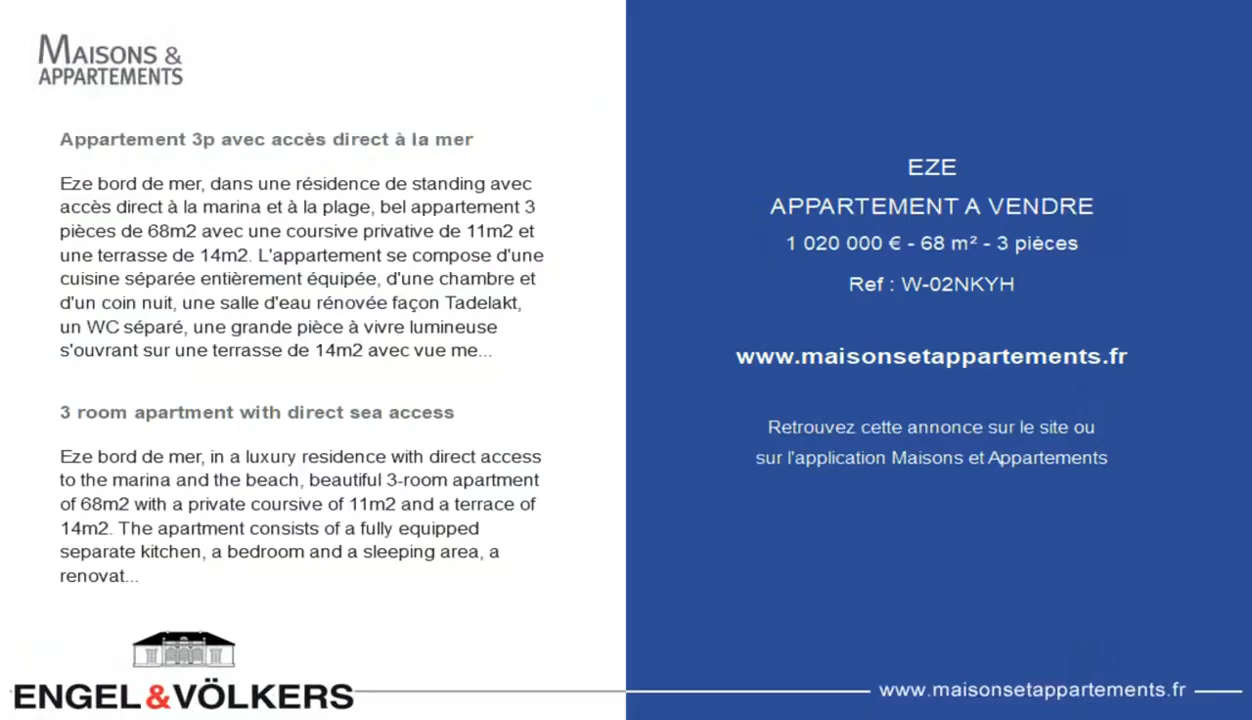 MAISONS &
APPARTEMENTS
Appartement 3p avec accès direct à la mer
Eze bord de mer, dans une résidence de standing avec
accès direct à la marina et à la plage, bel appartement 3
pièces de 68m2 avec une coursive privative de 11m2 et
une terrasse de 14m2. L'appartement se compose d'une
cuisine séparée entièrement équipée, d'une chambre et
d'un coin nuit, une salle d'eau rénovée façon Tadelakt,
un WC séparé, une grande pièce à vivre lumineuse
s'ouvrant sur une terrasse de 14m2 avec vue me...
3 room apartment with direct sea access
Eze bord de mer, in a luxury residence with direct access
to the marina and the beach, beautiful 3-room apartment
of 68m2 with a private coursive of 11m2 and a terrace of
14m2. The apartment consists of a fully equipped
separate kitchen, a bedroom and a sleeping area, a
renovat...
ENGEL&VÖLKERS
EZE
APPARTEMENT A VENDRE
1 020 000 € - 68 m² - 3 pièces
Ref : W-02NKYH
www.maisonsetappartements.fr
Retrouvez cette annonce sur le site ou
sur l'application Maisons et Appartements
www.maisonsetappartements.fr